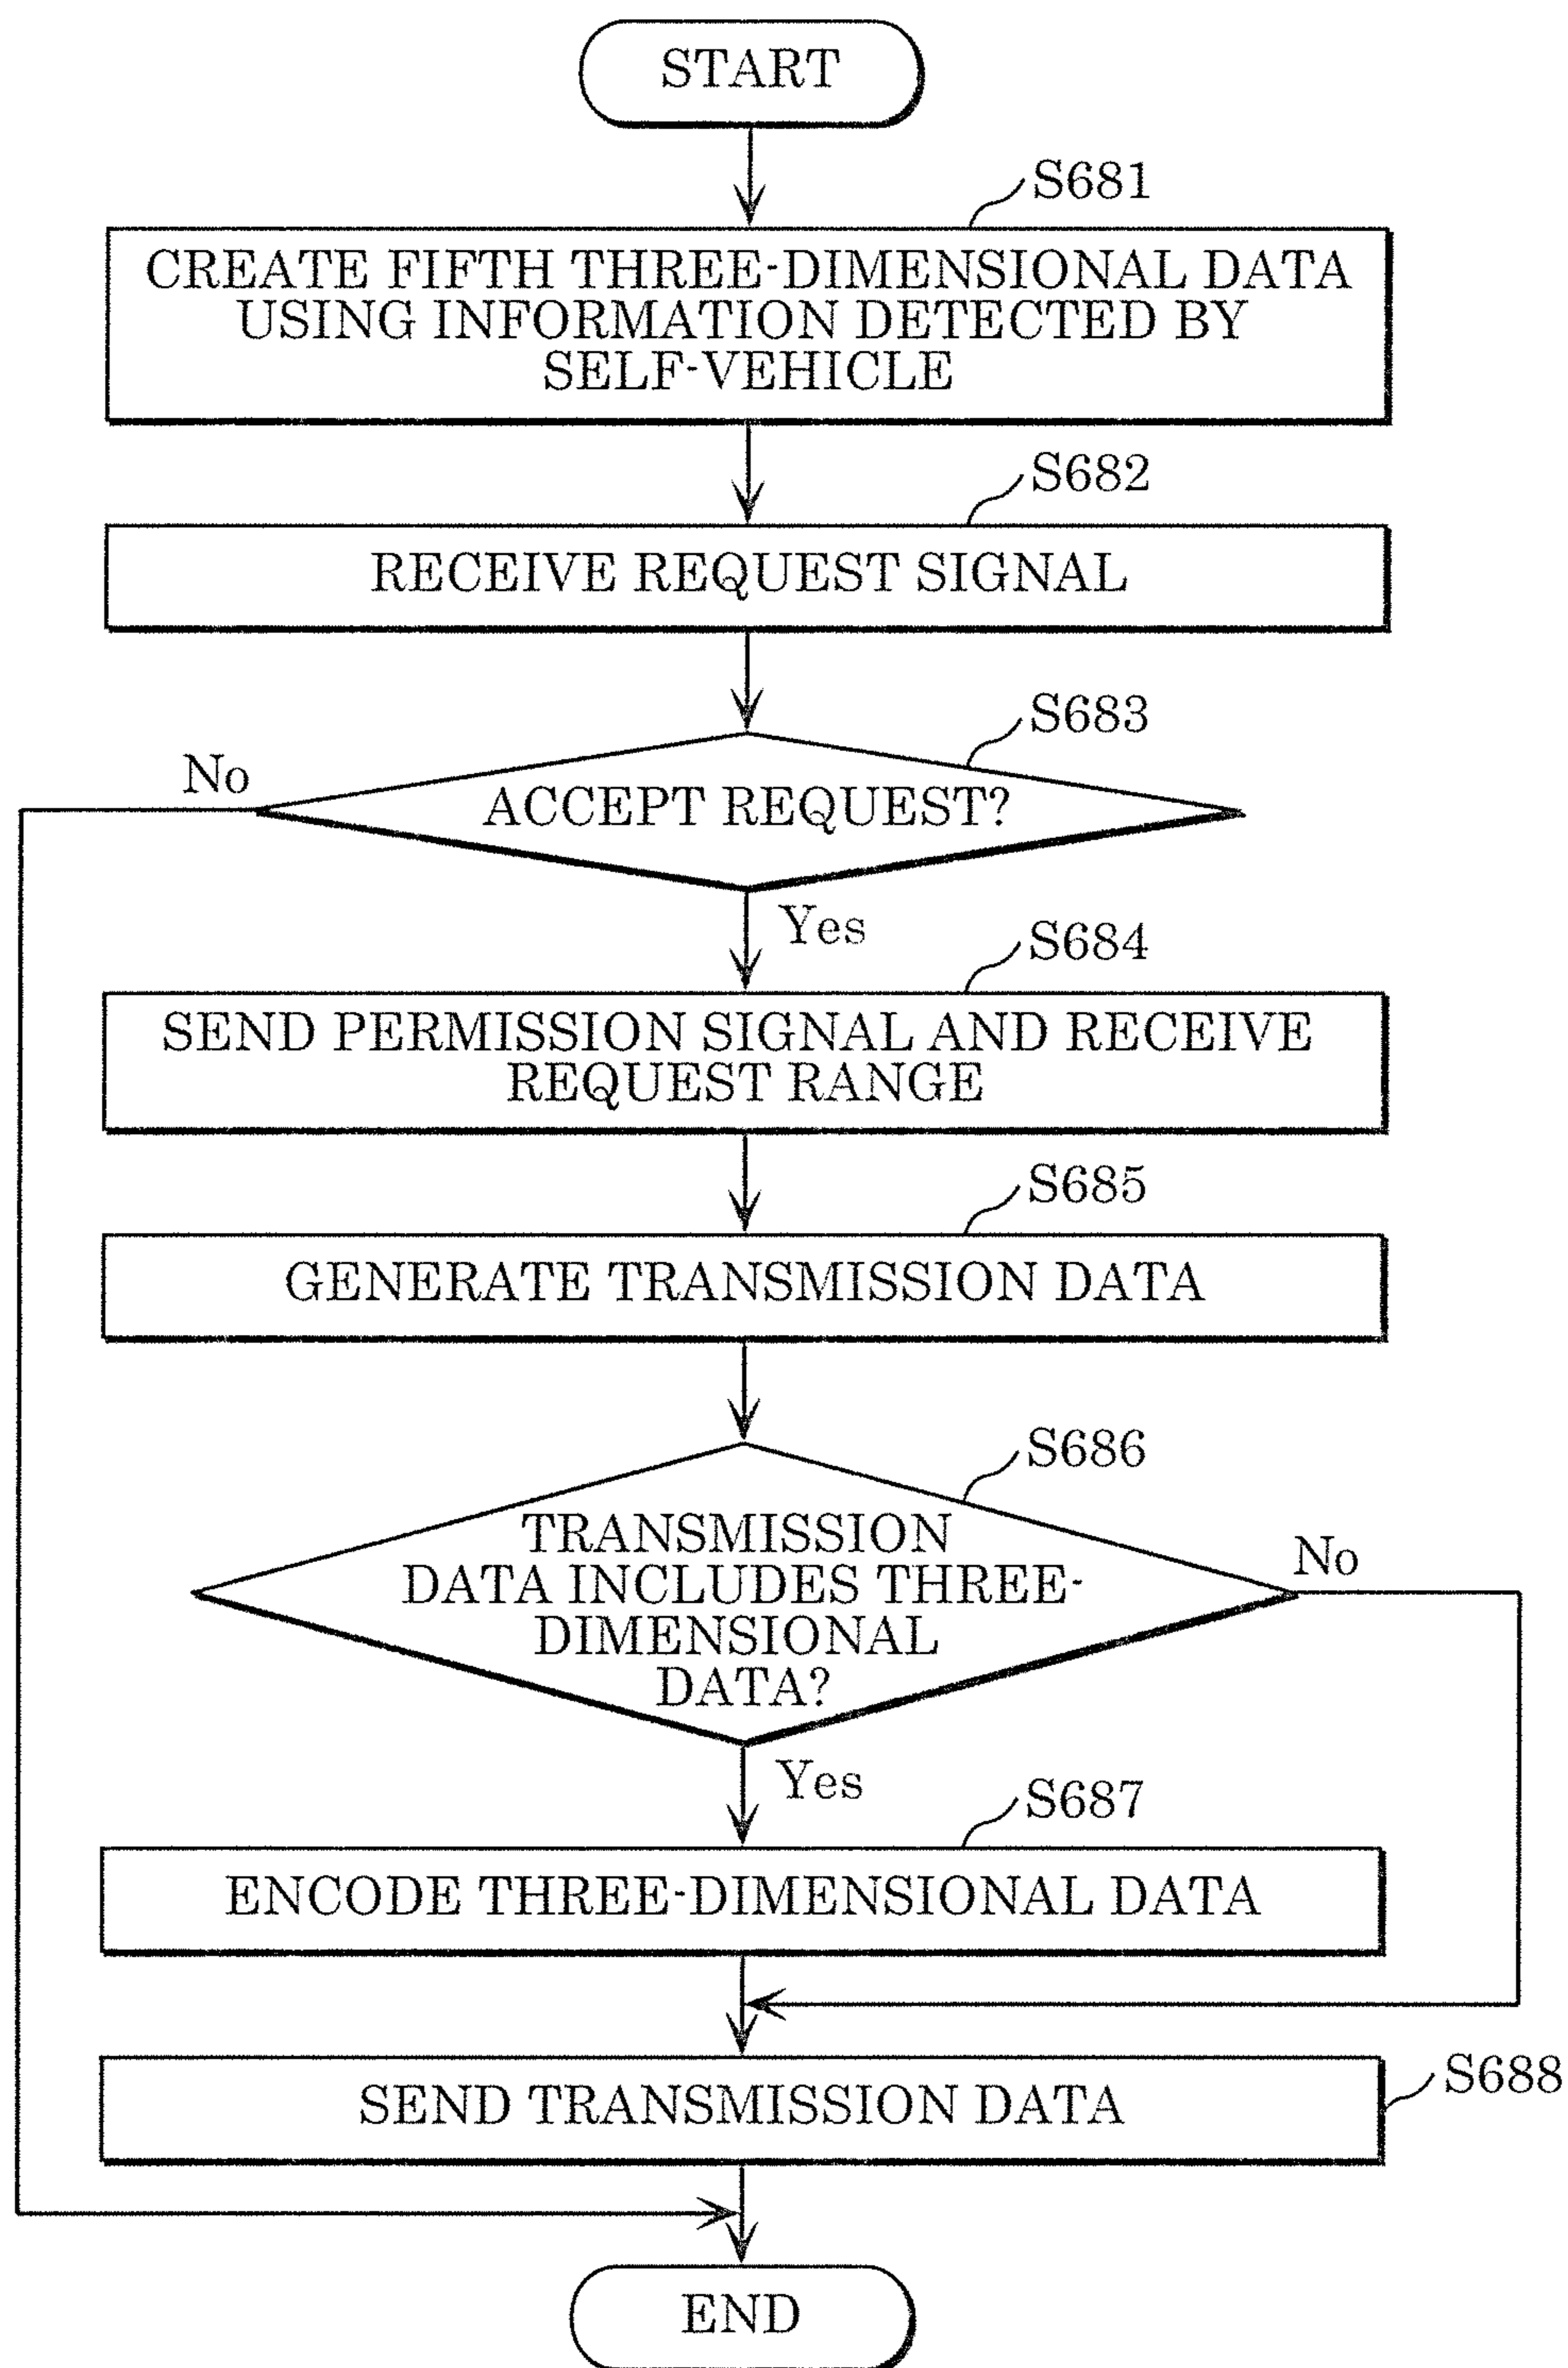 START
S681
CREATE FIFTH THREE-DIMENSIONAL DATA
USING INFORMATION DETECTED BY
SELF-VEHICLE
S682
RECEIVE REQUEST SIGNAL
S683
No
ACCEPT REQUEST?
Yes
S684
SEND PERMISSION SIGNAL AND RECEIVE
REQUEST RANGE
S685
GENERATE TRANSMISSION DATA
S686
TRANSMISSION
DATA INCLUDES THREE-
DIMENSIONAL
DATA?
No
Yes
S687
ENCODE THREE-DIMENSIONAL DATA
S688
SEND TRANSMISSION DATA
END